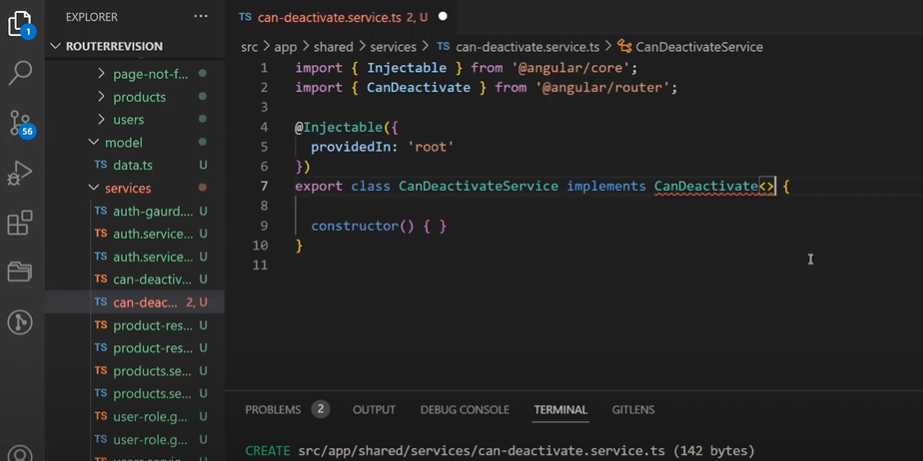 EXPLORER ...
ROUTERREVISION
page-not-f...
products
users
model
TS data.ts U
services
TS auth-gaurd.... U
TS auth.service... U
TS auth.service... U
TS can-deactiv... U
TS can-deac... 2, U
TS product-res... U
TS product-res... U
TS products.se... U
TS products.se... U
TS user-role.g... U
TS user-role.g... U
1
56
TS can-deactivate.service.ts 2, U
src > app > shared > services > TS can-deactivate.service.ts > CanDeactivateService
1 import { Injectable } from '@angular/core';
2 import { CanDeactivate } from '@angular/router';
3
4 @Injectable({
5 providedIn: 'root'
6 })
7 export class CanDeactivateService implements CanDeactivate<> {
8
9 constructor() { }
10 }
11
PROBLEMS 2 OUTPUT DEBUG CONSOLE TERMINAL GITLENS
CREATE src/app/shared/services/can-deactivate.service.ts (142 bytes)